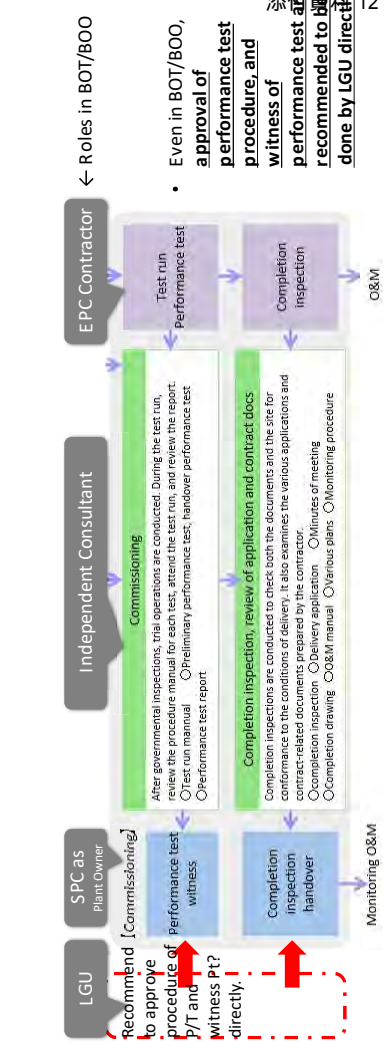 LGU
SPC as
Plant Owner
Independent Consultant
EPC Contractor
← Roles in BOT/BOO
Recommend
to approve
procedure of
P/T and
witness Pt?
directly.
【Commissioning】
Performance test
witness
Commissioning
After governmental inspections, trial operations are conducted. During the test run,
review the procedure manual for each test, attend the test run, and review the report.
○Test run mannual ○Preliminary performance test, handover performance test
○Performance test report
Test run
Performance test
Completion
inspection
handover
Completion inspection, review of application and contract docs
Completion inspections are conducted to check both the documents and the site for
conformance to the conditions of delivery. It also examines the various applications and
contract-related documents prepared by the contractor.
○completion inspection ○Delivery application ○Minutes of meeting
○Completion drawing ○O&M manual ○Various plans ○Monitoring procedure
Completion
inspection
Monitoring O&M
O&M
• Even in BOT/BOO,
approval of
performance test
procedure, and
witness of
performance test
recommended to be
done by LGU
12